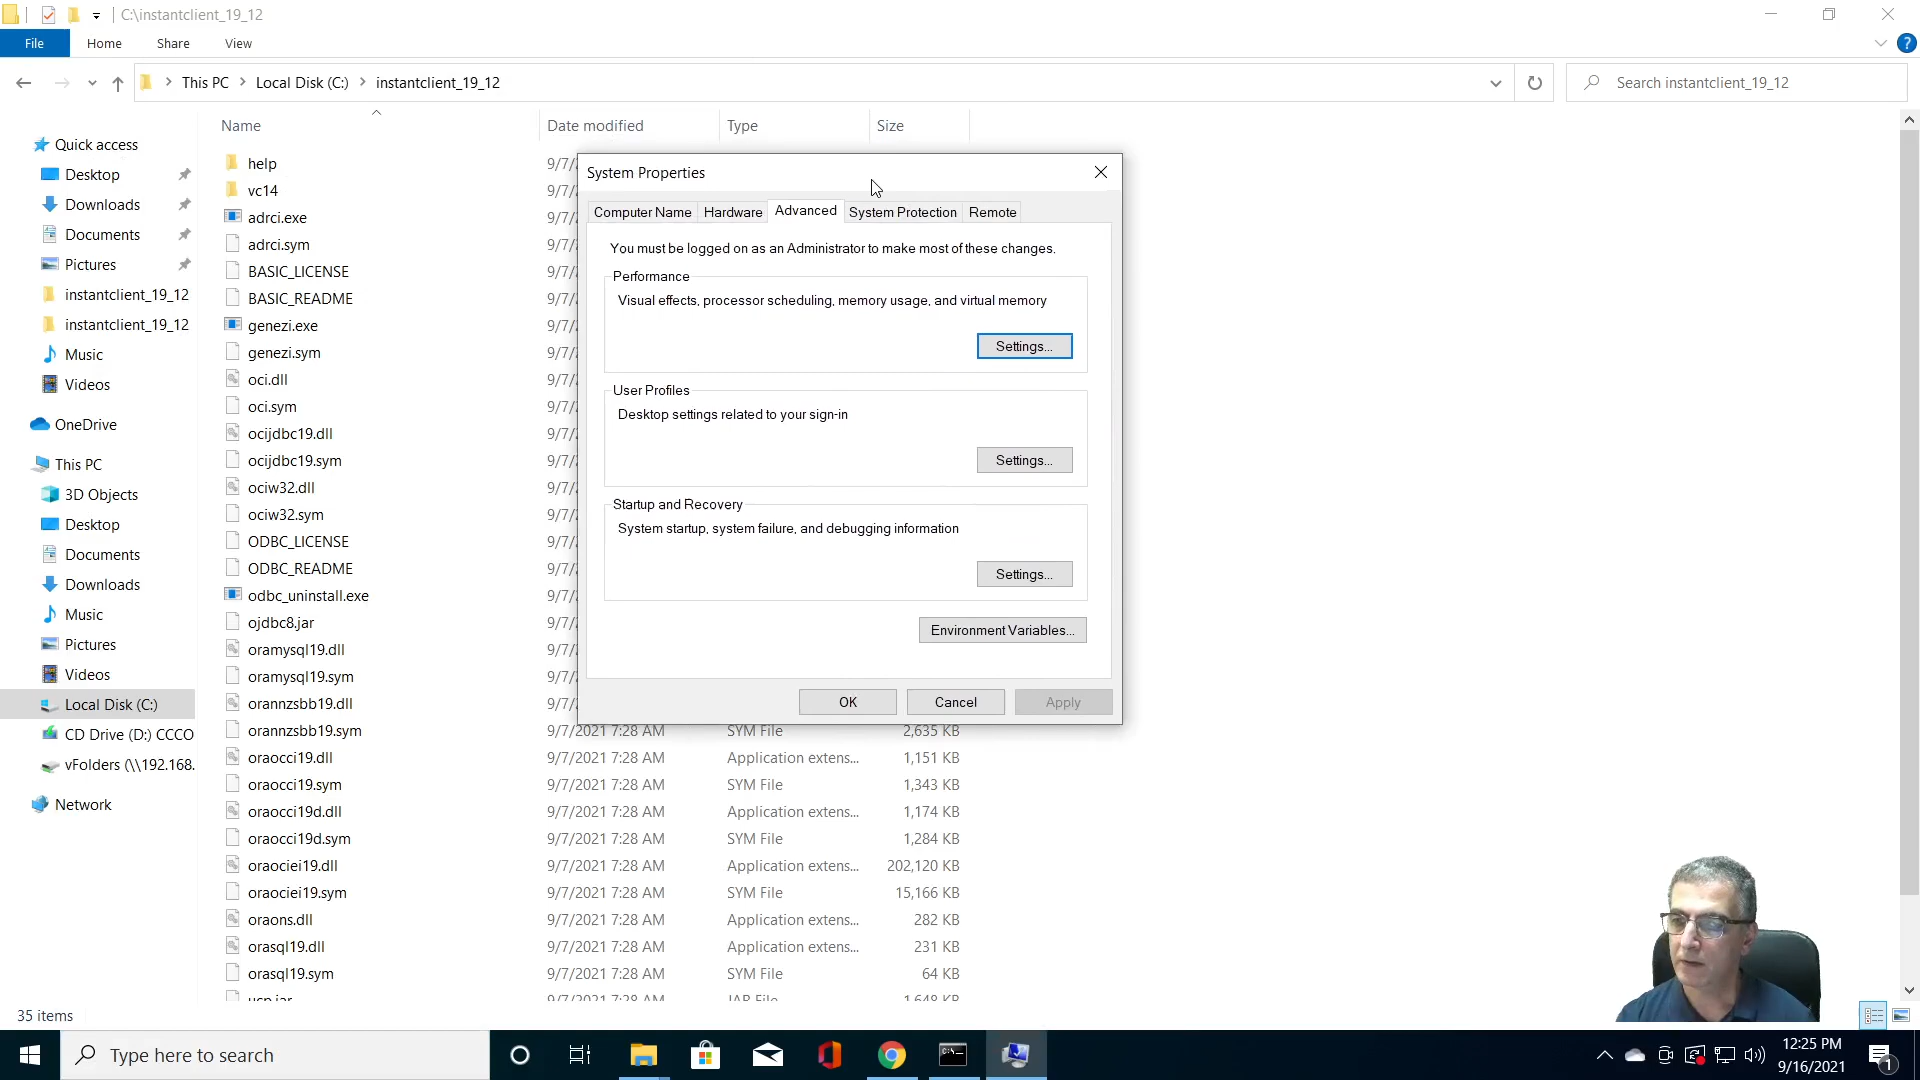 C:\instantclient_19_12
File
Home
Share
View
This PC
Local Disk (C:)
instantclient_19_12
Search instantclient_19_12
Name
Date modified
Type
Size
Quick access
Desktop
Downloads
Documents
Pictures
instantclient_19_12
instantclient_19_12
Music
Videos
OneDrive
This PC
3D Objects
Desktop
Documents
Downloads
Music
Pictures
Videos
Local Disk (C:)
CD Drive (D:) CCCO
vFolders (\\192.168.
Network
help
vc14
adrci.exe
adrci.sym
BASIC_LICENSE
BASIC_README
genezi.exe
genezi.sym
oci.dll
oci.sym
ocijdbc19.dll
ocijdbc19.sym
ociw32.dll
ociw32.sym
ODBC_LICENSE
ODBC_README
odbc_uninstall.exe
ojdbc8.jar
oramysql19.dll
oramysql19.sym
orannzsbb19.dll
orannzsbb19.sym 9/7/2021 7:28 AM SYM File 2,635 KB
oraocci19.dll 9/7/2021 7:28 AM Application extens... 1,151 KB
oraocci19.sym 9/7/2021 7:28 AM SYM File 1,343 KB
oraocci19d.dll 9/7/2021 7:28 AM Application extens... 1,174 KB
oraocci19d.sym 9/7/2021 7:28 AM SYM File 1,284 KB
oraociei19.dll 9/7/2021 7:28 AM Application extens... 202,120 KB
oraociei19.sym 9/7/2021 7:28 AM SYM File 15,166 KB
oraons.dll 9/7/2021 7:28 AM Application extens... 282 KB
orasql19.dll 9/7/2021 7:28 AM Application extens... 231 KB
orasql19.sym 9/7/2021 7:28 AM SYM File 64 KB
ucp.jar 9/7/2021 7:28 AM JAR File 1,648 KB
System Properties
Computer Name
Hardware
Advanced
System Protection
Remote
You must be logged on as an Administrator to make most of these changes.
Performance
Visual effects, processor scheduling, memory usage, and virtual memory
Settings...
User Profiles
Desktop settings related to your sign-in
Settings...
Startup and Recovery
System startup, system failure, and debugging information
Settings...
Environment Variables...
OK
Cancel
Apply
35 items
Type here to search
12:25 PM
9/16/2021
1